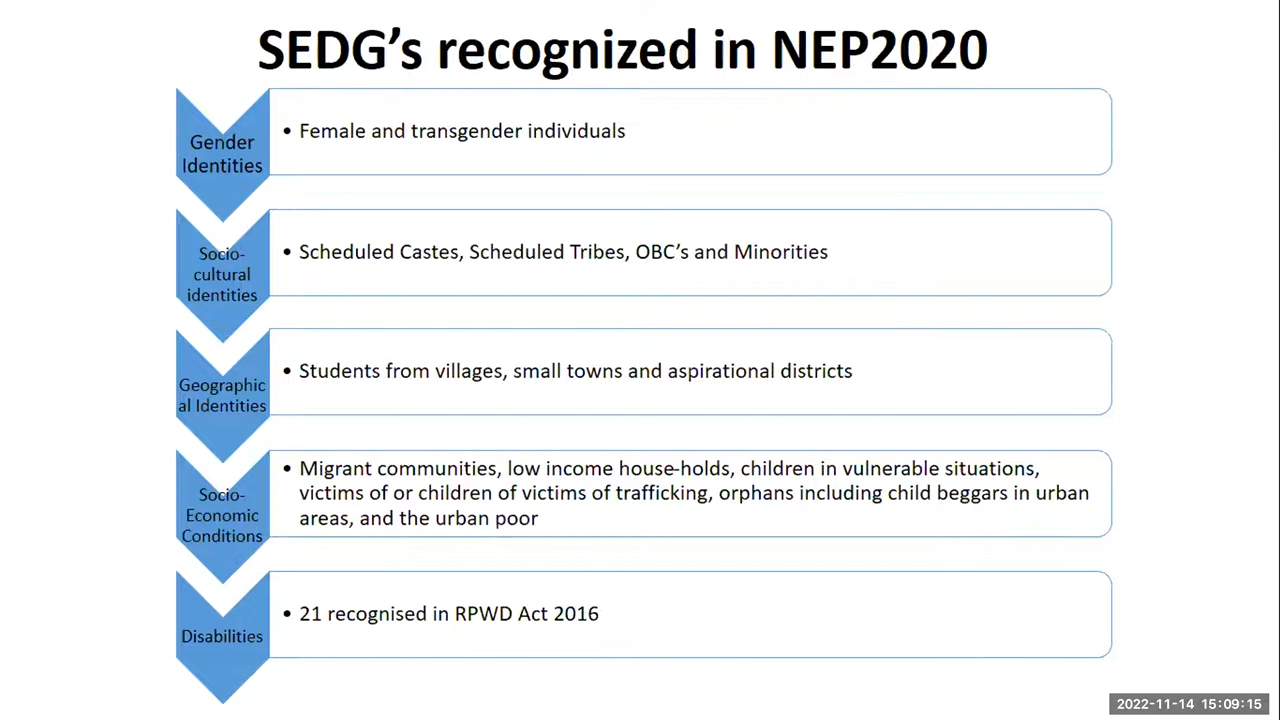 SEDG's recognized in NEP2020
Gender
Identities
• Female and transgender individuals
Socio-
cultural
identities
• Scheduled Castes, Scheduled Tribes, OBC's and Minorities
Geographic
al Identities
• Students from villages, small towns and aspirational districts
Socio-
Economic
Conditions
• Migrant communities, low income house-holds, children in vulnerable situations,
victims of or children of victims of trafficking, orphans including child beggars in urban
areas, and the urban poor
Disabilities
• 21 recognised in RPWD Act 2016
2022-11-14 15:09:15